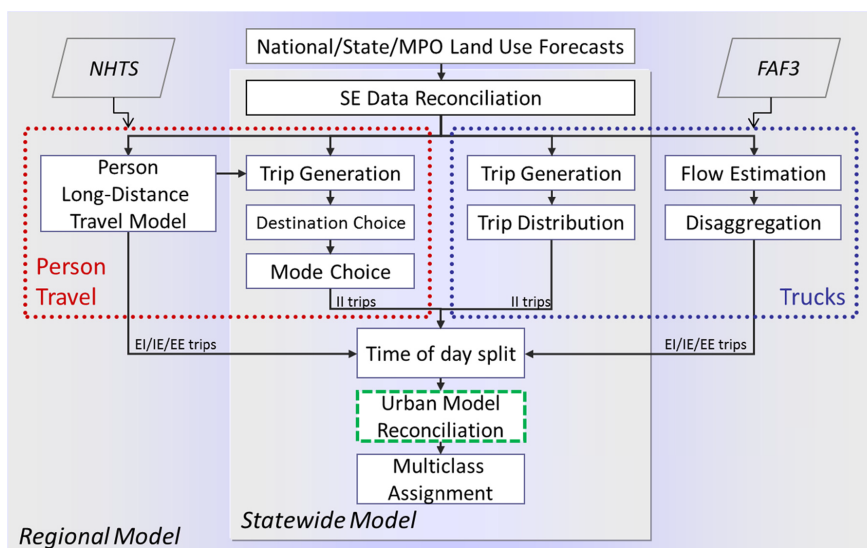 National/State/MPO Land Use Forecasts
NHTS
FAF3
SE Data Reconciliation
Person
Long-Distance
Travel Model
Trip Generation
Trip Generation
Flow Estimation
Destination Choice
Trip Distribution
Disaggregation
Mode Choice
Person
Travel
Trucks
II trips
II trips
EI/IE/EE trips
Time of day split
EI/IE/EE trips
Urban Model
Reconciliation
Multiclass
Assignment
Statewide Model
Regional Model